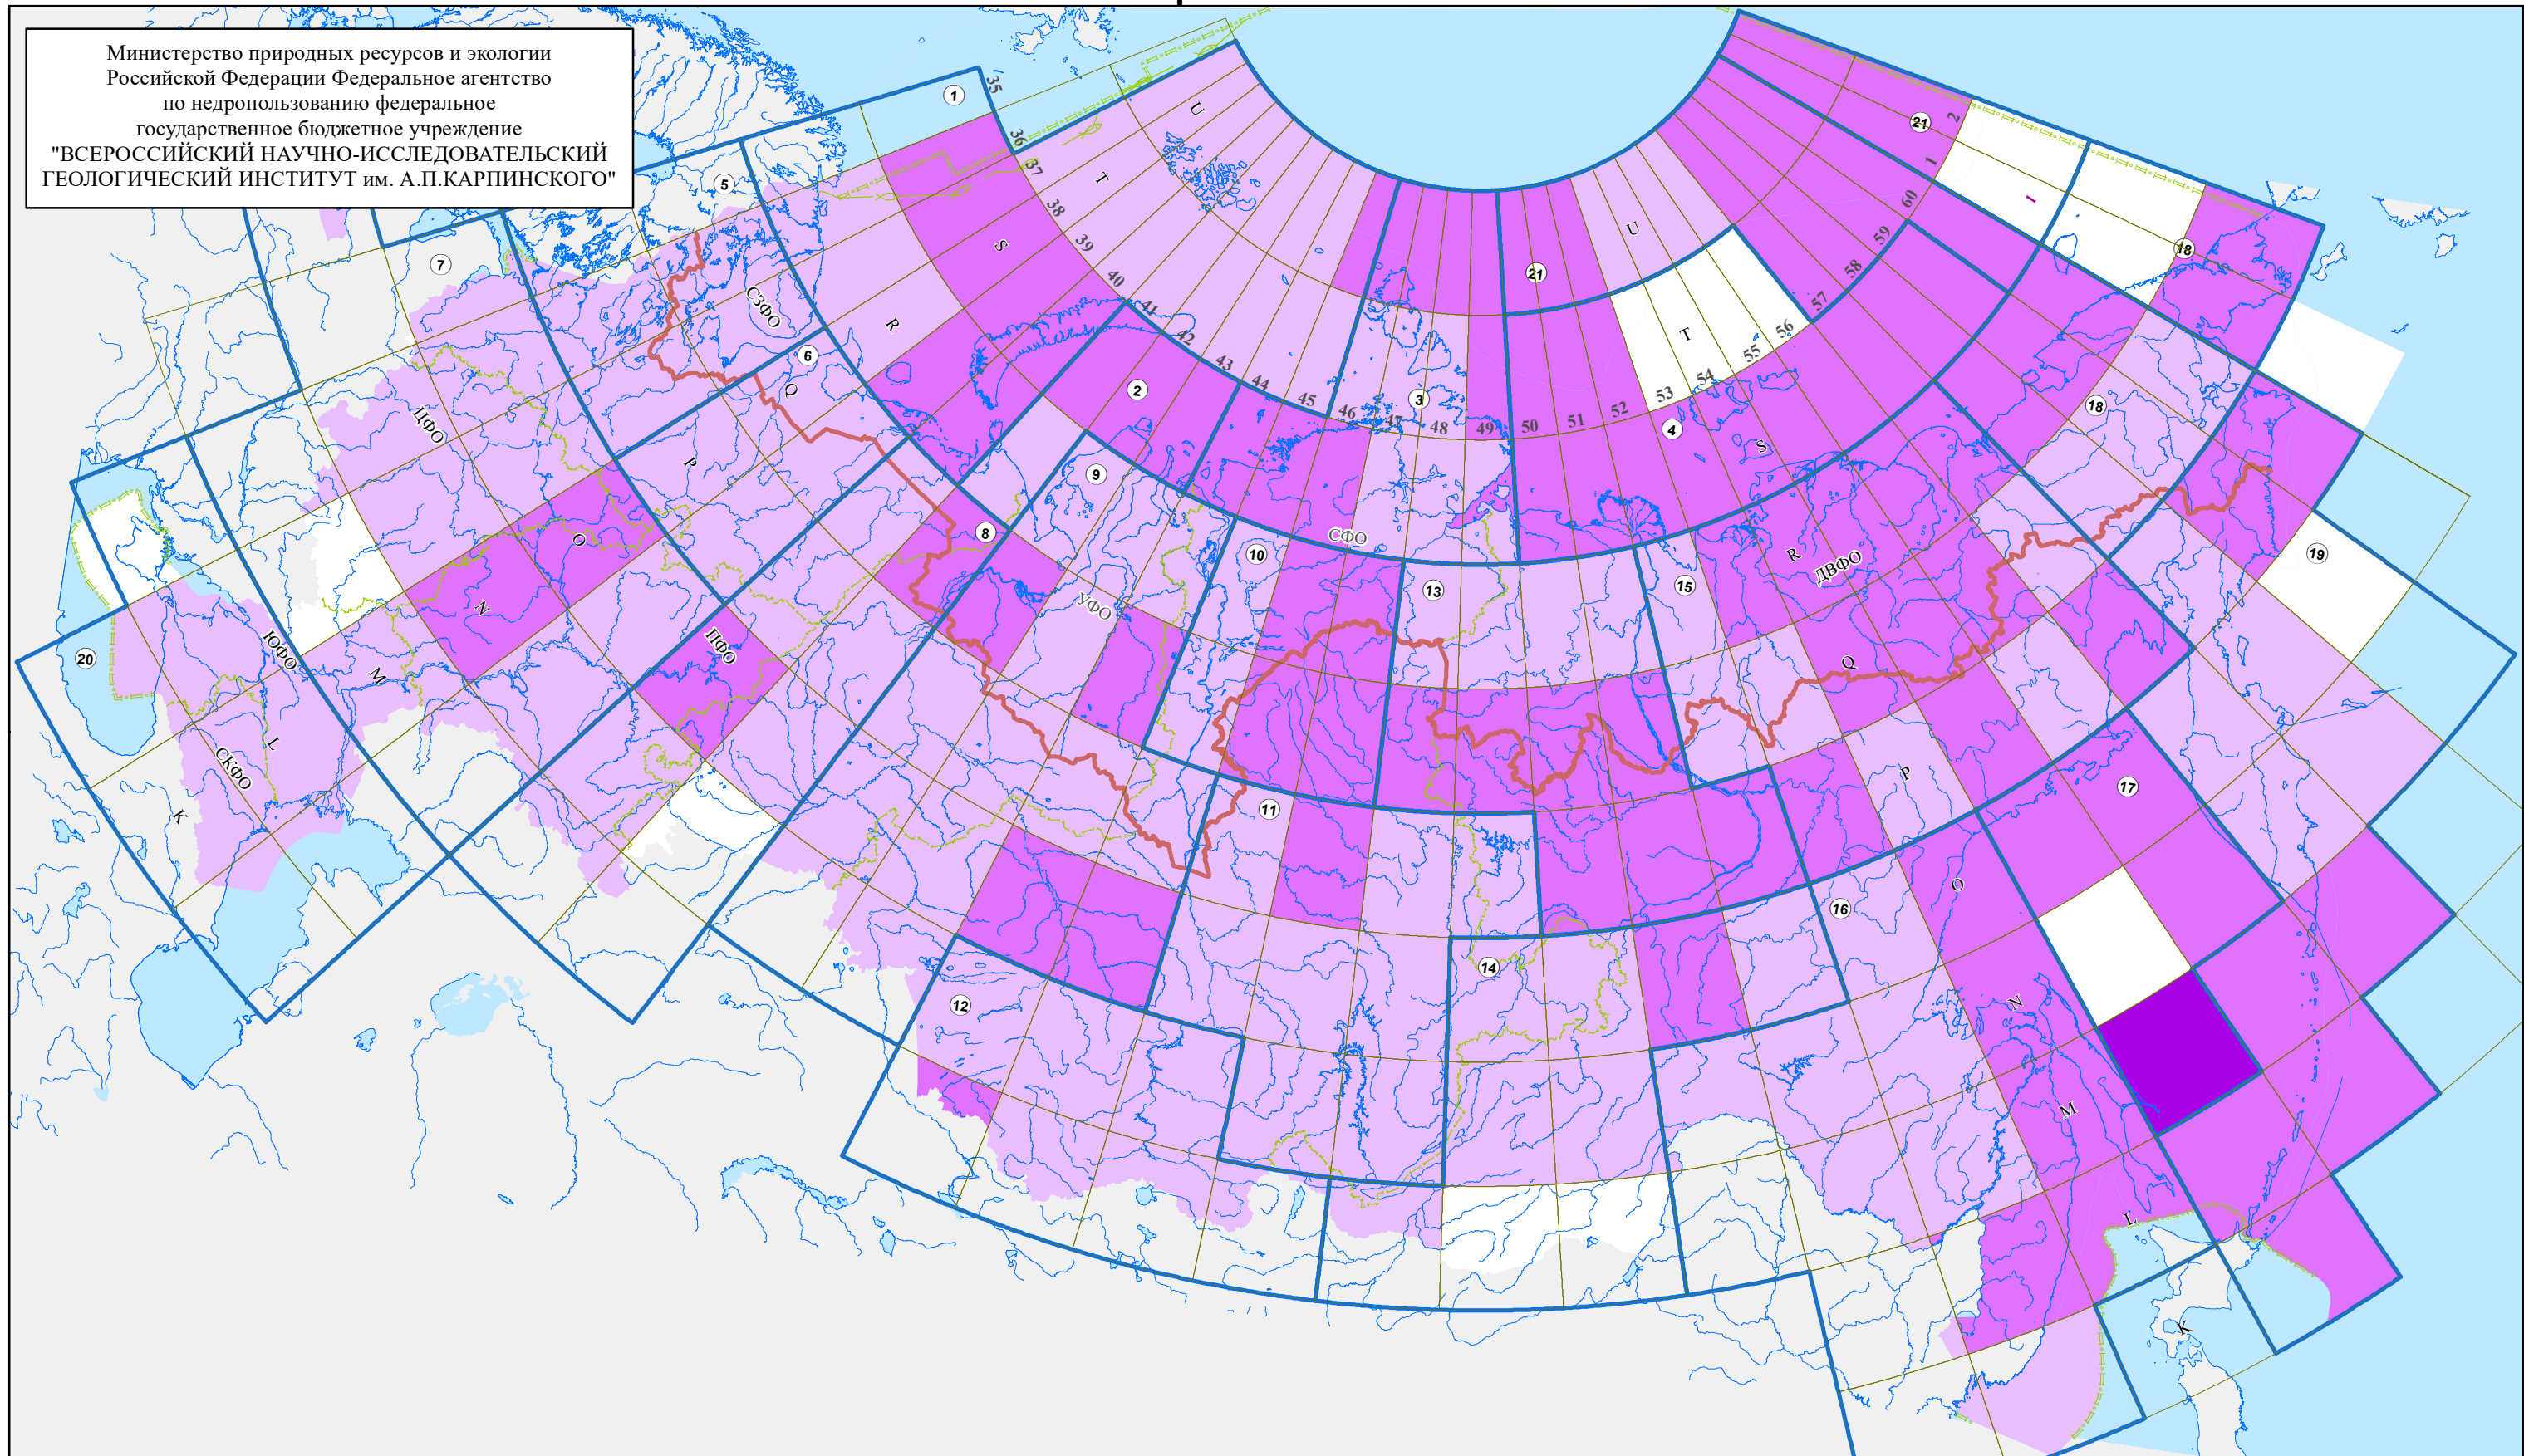 Министерство природных ресурсов и экологии
Российской Федерации Федеральное агентство
по недропользованию федеральное
государственное бюджетное учреждение
"ВСЕРОССИЙСКИЙ НАУЧНО-ИССЛЕДОВАТЕЛЬСКИЙ
ГЕОЛОГИЧЕСКИЙ ИНСТИТУТ им. А.П.КАРПИНСКОГО"
1
35
36
37
38
39
40
41
42
43
44
45
46
47
48
49
50
51
52
53
54
55
56
57
58
59
60
1
2
1
U
T
S
R
Q
P
O
N
M
L
K
U
T
S
R
Q
P
O
N
M
L
K
СЗФО
ЦФО
ЮФО
СКФО
ПФО
УФО
СФО
ДВФО
2
3
4
5
6
7
8
9
10
11
12
13
14
15
16
17
18
18
19
20
21
21